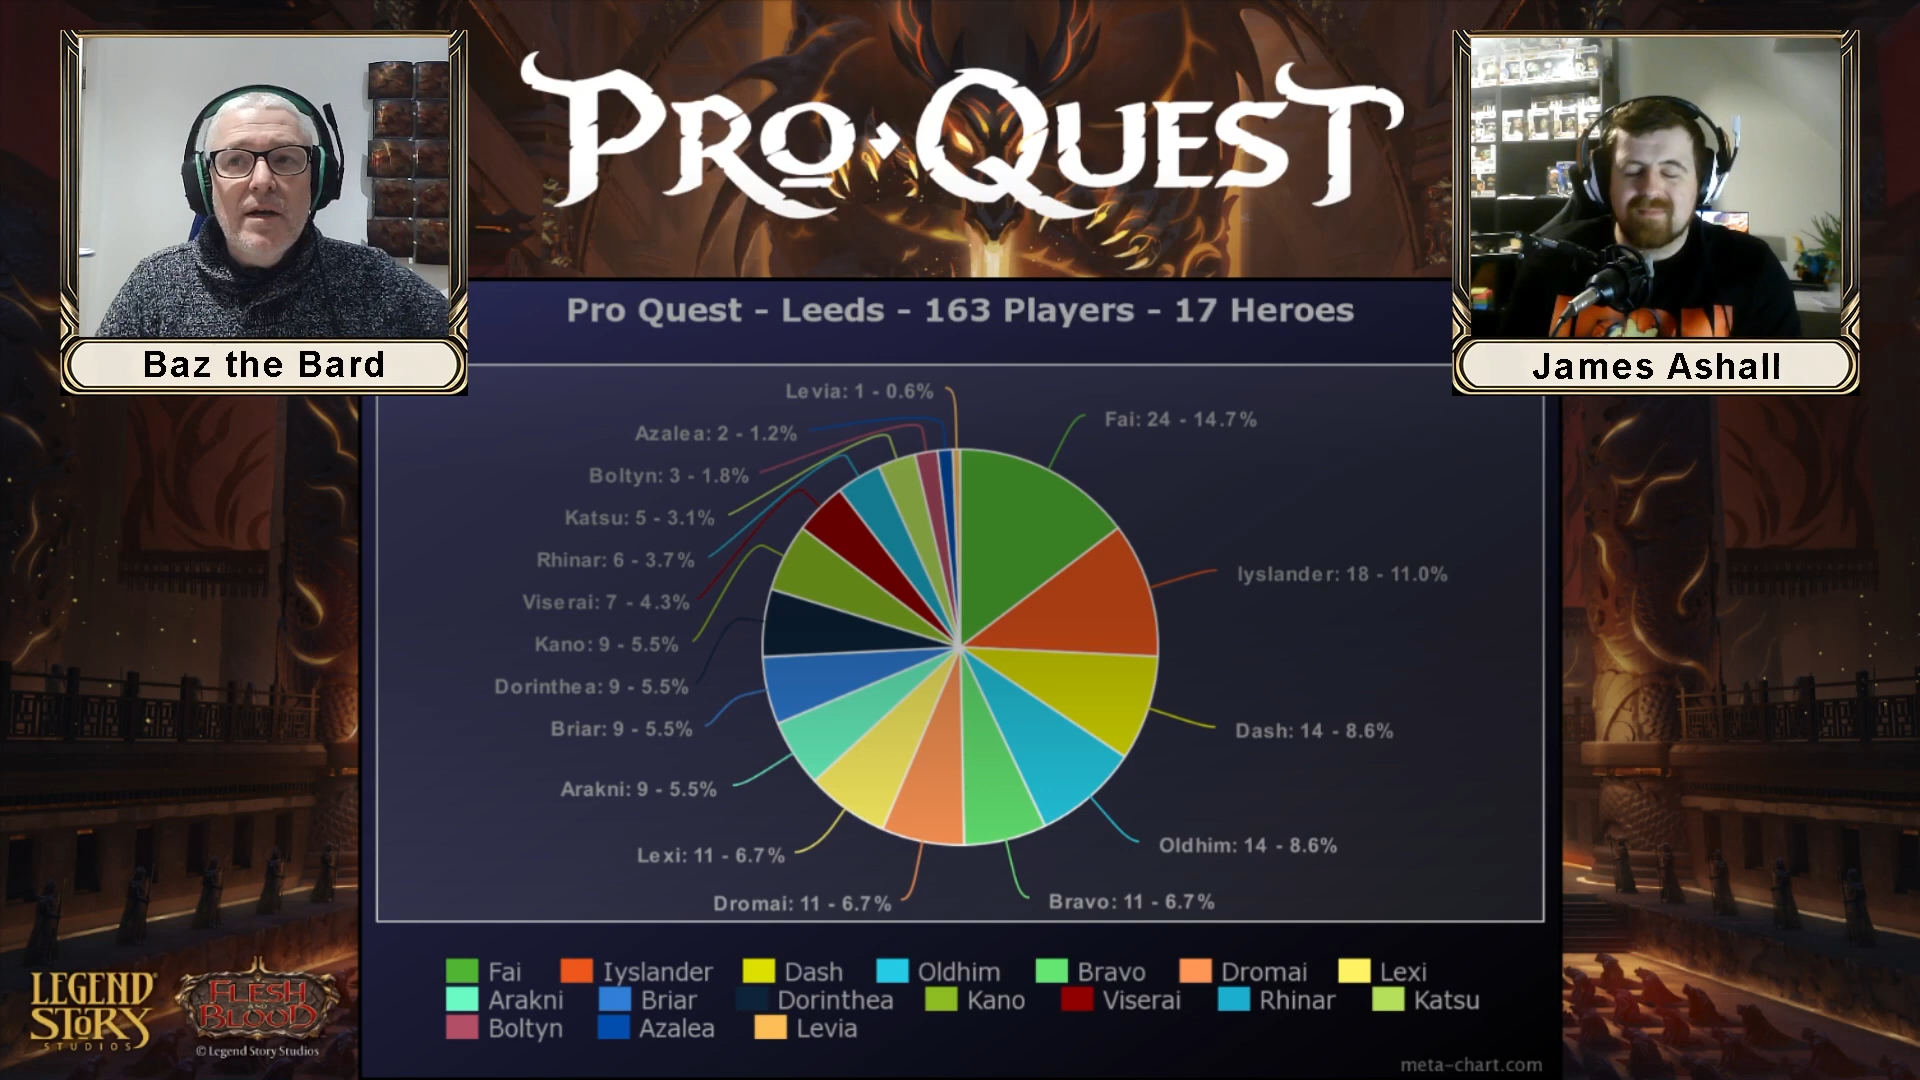 PRO·QUEST
Baz the Bard
James Ashall
Pro Quest - Leeds - 163 Players - 17 Heroes
Levia: 1 - 0.6%
Fai: 24 - 14.7%
Azalea: 2 - 1.2%
Boltyn: 3 - 1.8%
Katsu: 5 - 3.1%
Rhinar: 6 - 3.7%
Iyslander: 18 - 11.0%
Viserai: 7 - 4.3%
Kano: 9 - 5.5%
Dorinthea: 9 - 5.5%
Briar: 9 - 5.5%
Dash: 14 - 8.6%
Arakni: 9 - 5.5%
Oldhim: 14 - 8.6%
Lexi: 11 - 6.7%
Dromai: 11 - 6.7%
Bravo: 11 - 6.7%
Fai Iyslander Dash Oldhim Bravo Dromai Lexi
Arakni Briar Dorinthea Kano Viserai Rhinar Katsu
Boltyn Azalea Levia
LEGEND
STORY
STUDIOS
FLESH
AND
BLOOD
© Legend Story Studios
meta-chart.com